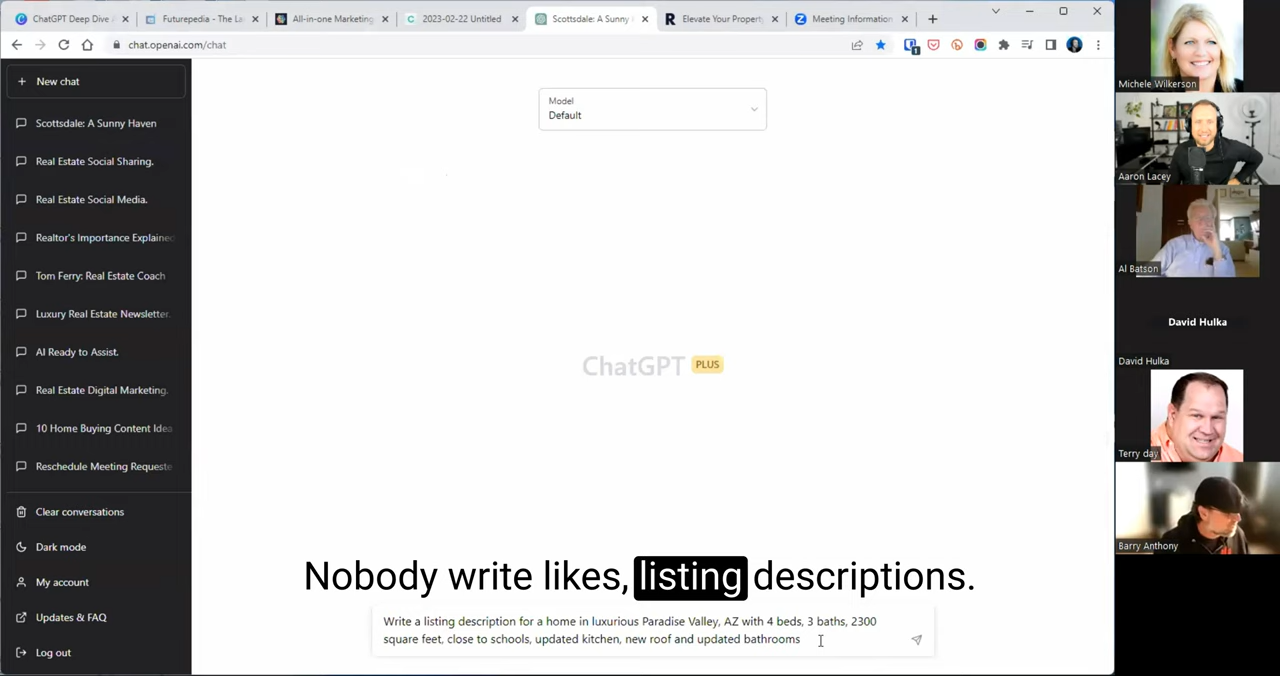 ChatGPT Deep Dive
Futurepedia - The La
All-in-one Marketing
2023-02-22 Untitled
Scottsdale: A Sunny
Elevate Your Property
Meeting Information
chat.openai.com/chat
New chat
Scottsdale: A Sunny Haven
Real Estate Social Sharing.
Real Estate Social Media.
Realtor's Importance Explained
Tom Ferry: Real Estate Coach
Luxury Real Estate Newsletter.
AI Ready to Assist.
Real Estate Digital Marketing.
10 Home Buying Content Idea
Reschedule Meeting Requeste
Clear conversations
Dark mode
My account
Updates & FAQ
Log out
Model
Default
ChatGPT PLUS
Nobody write likes, listing descriptions.
Write a listing description for a home in luxurious Paradise Valley, AZ with 4 beds, 3 baths, 2300
square feet, close to schools, updated kitchen, new roof and updated bathrooms
Michele Wilkerson
Aaron Lacey
Al Batson
David Hulka
David Hulka
Terry day
Barry Anthony